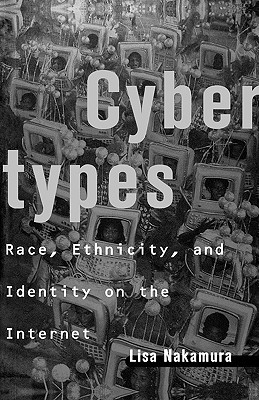 Cyber
types
Race, Ethnicity, and
Identity on the
Internet
Lisa Nakamura